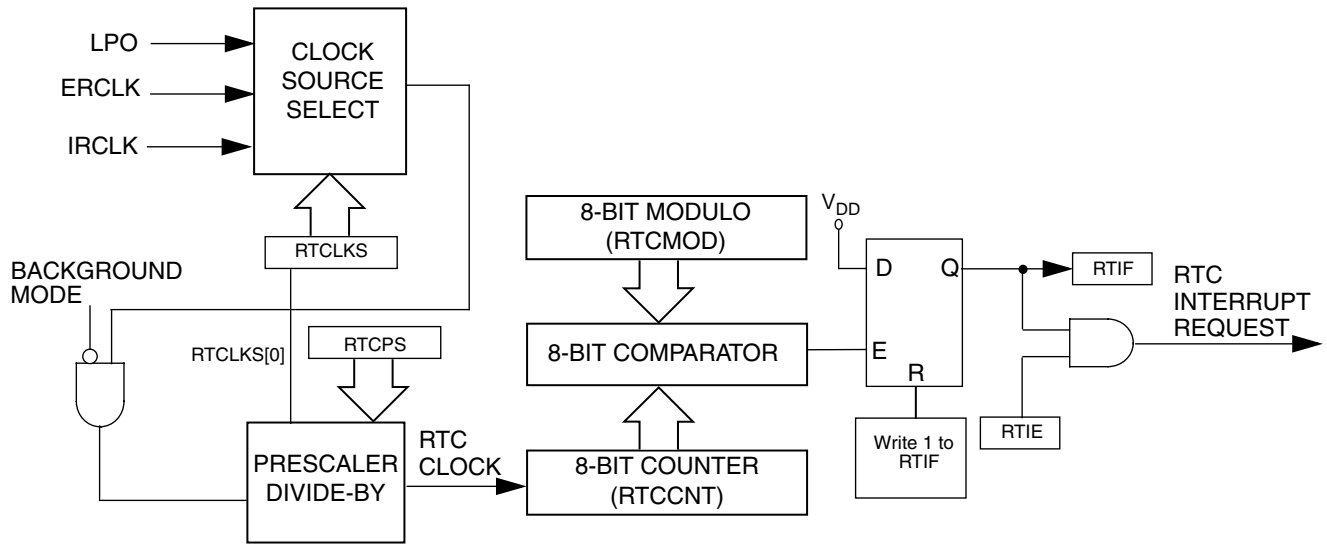 LPO
ERCLK
IRCLK
CLOCK
SOURCE
SELECT
RTCLKS
BACKGROUND
MODE
RTCLKS[0]
RTCPS
PRESCALER
DIVIDE-BY
RTC
CLOCK
8-BIT MODULO
(RTCMOD)
8-BIT COMPARATOR
8-BIT COUNTER
(RTCCNT)
VDD
D
Q
E
R
Write 1 to
RTIF
RTIF
RTIE
RTC
INTERRUPT
REQUEST